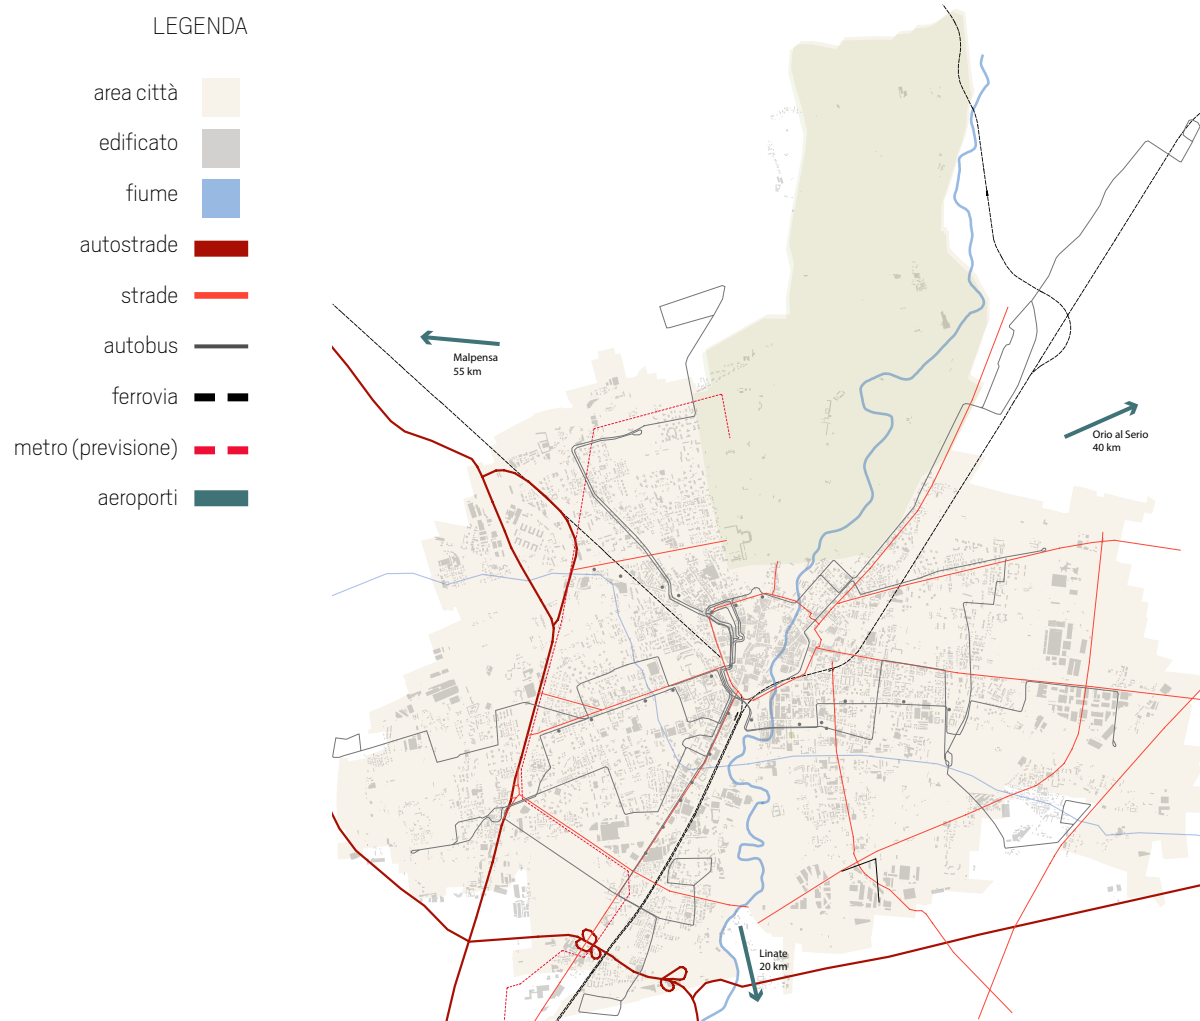 LEGENDA
area città
edificato
fiume
autostrade
strade
autobus
ferrovia
metro (previsione)
aeroporti
Malpensa
55 km
Orio al Serio
40 km
Linate
20 km